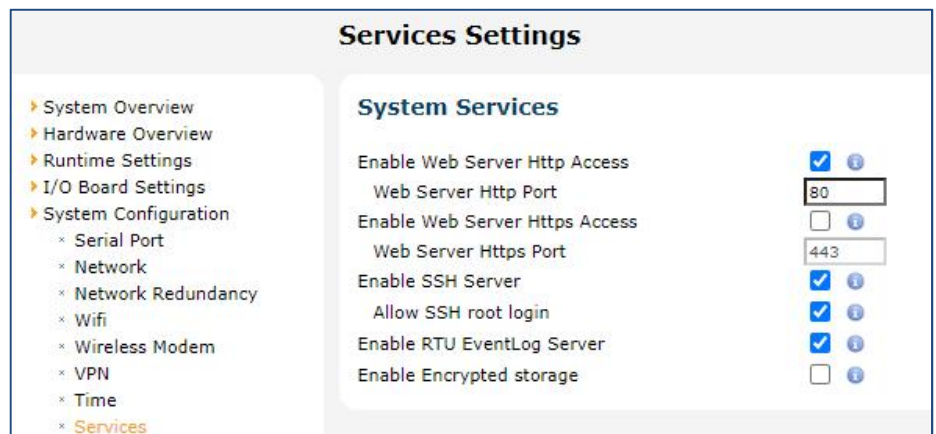 Services Settings
System Overview
Hardware Overview
Runtime Settings
I/O Board Settings
System Configuration
Serial Port
Network
Network Redundancy
Wifi
Wireless Modem
VPN
Time
Services
System Services
Enable Web Server Http Access
Web Server Http Port 80
Enable Web Server Https Access
Web Server Https Port 443
Enable SSH Server
Allow SSH root login
Enable RTU EventLog Server
Enable Encrypted storage